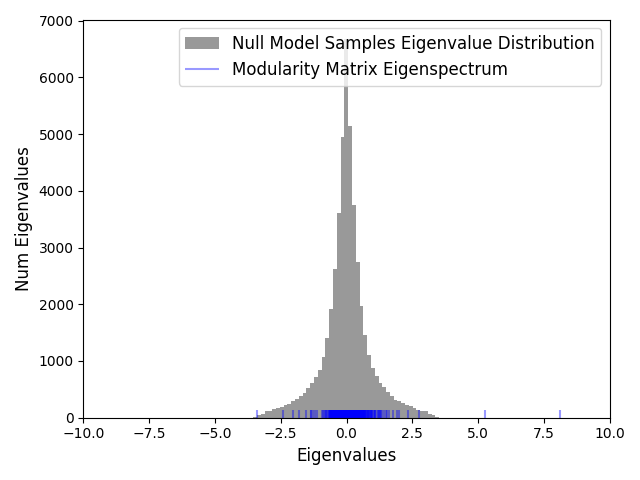 7000
6000
5000
4000
3000
2000
1000
0
Num Eigenvalues
Null Model Samples Eigenvalue Distribution
Modularity Matrix Eigenspectrum
−10.0 −7.5 −5.0 −2.5 0.0 2.5 5.0 7.5 10.0
Eigenvalues